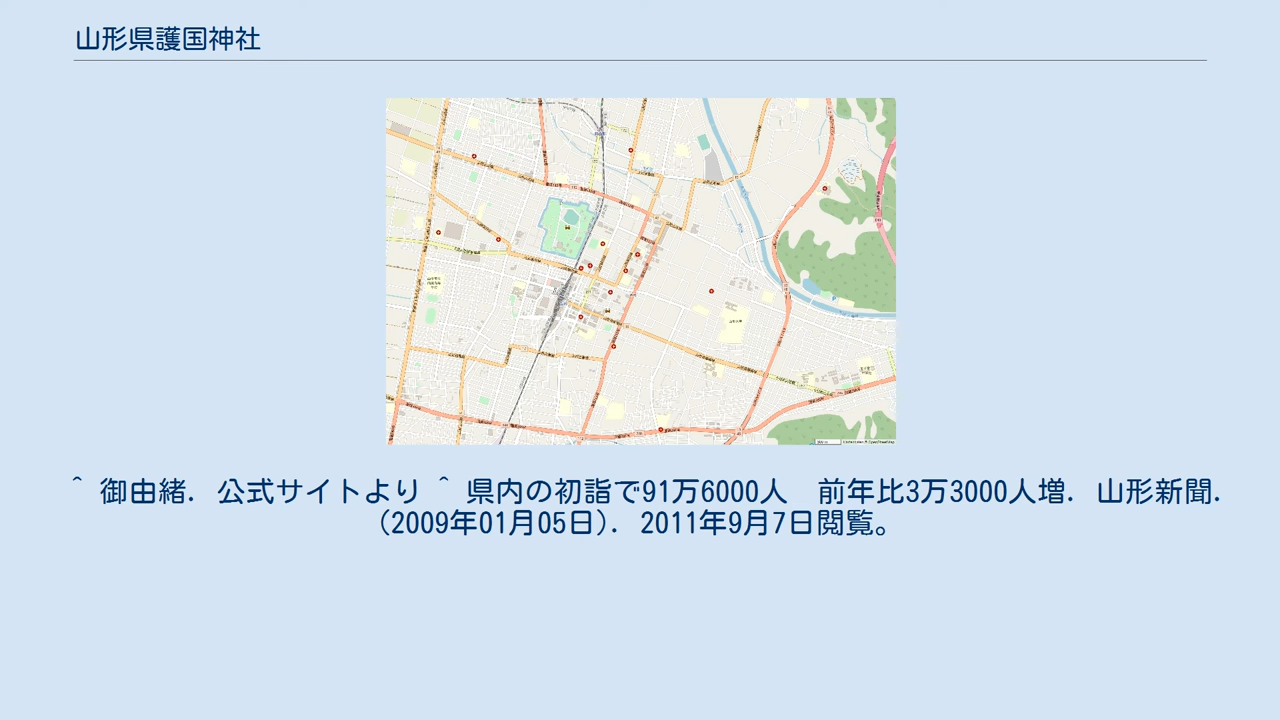 山形県護国神社
^ 御由緒. 公式サイトより ^ 県内の初詣で91万6000人　前年比3万3000人増. 山形新聞.
(2009年01月05日). 2011年9月7日閲覧。